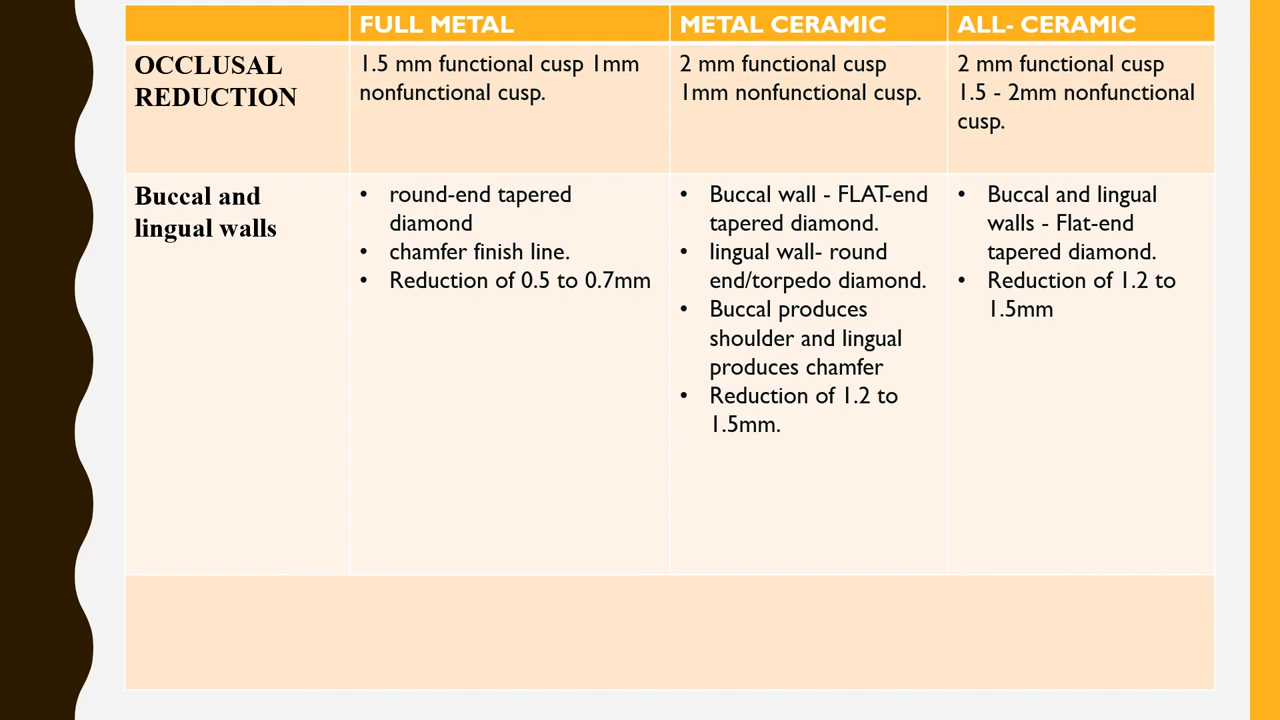 FULL METAL
METAL CERAMIC
ALL- CERAMIC
OCCLUSAL
REDUCTION
1.5 mm functional cusp 1mm
nonfunctional cusp.
2 mm functional cusp
1mm nonfunctional cusp.
2 mm functional cusp
1.5 - 2mm nonfunctional
cusp.
Buccal and
lingual walls
• round-end tapered
diamond
• chamfer finish line.
• Reduction of 0.5 to 0.7mm
• Buccal wall - FLAT-end
tapered diamond.
• lingual wall- round
end/torpedo diamond.
• Buccal produces
shoulder and lingual
produces chamfer
• Reduction of 1.2 to
1.5mm.
• Buccal and lingual
walls - Flat-end
tapered diamond.
• Reduction of 1.2 to
1.5mm